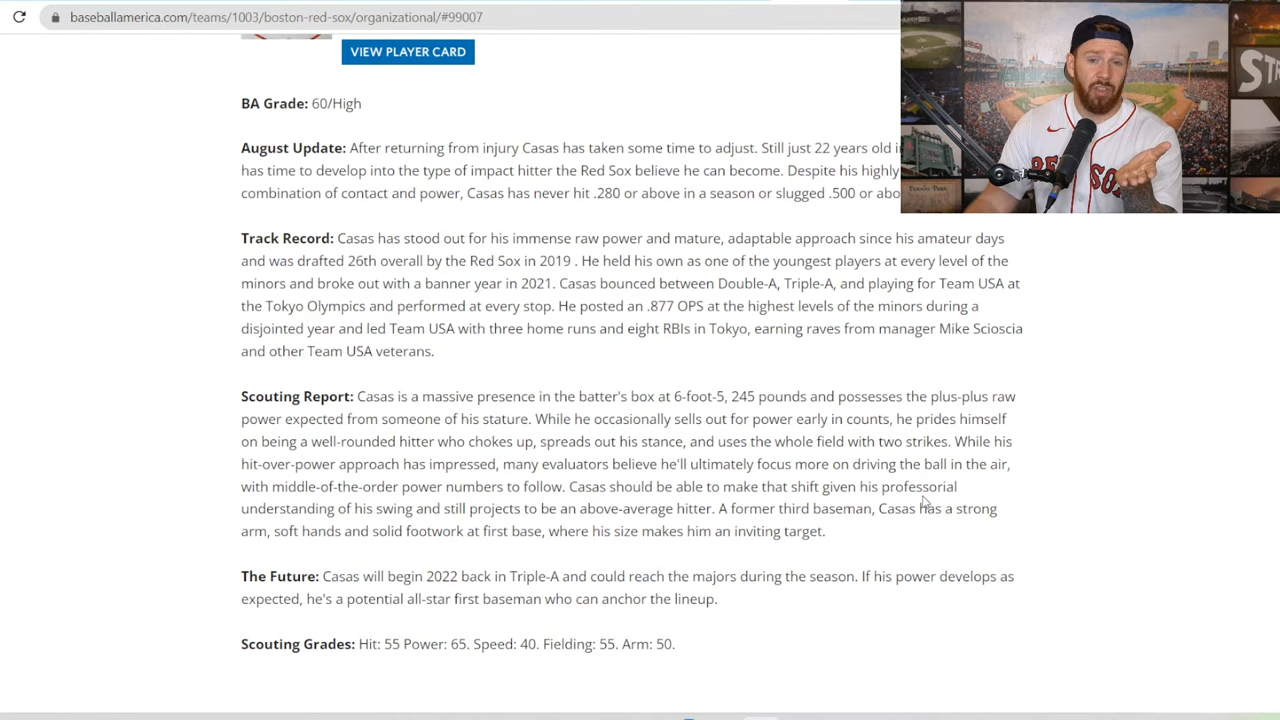 baseballamerica.com/teams/1003/boston-red-sox/organizational/#99007
VIEW PLAYER CARD
BA Grade: 60/High
August Update: After returning from injury Casas has taken some time to adjust. Still just 22 years old
has time to develop into the type of impact hitter the Red Sox believe he can become. Despite his highly
combination of contact and power, Casas has never hit .280 or above in a season or slugged .500 or
Track Record: Casas has stood out for his immense raw power and mature, adaptable approach since his amateur days
and was drafted 26th overall by the Red Sox in 2019 . He held his own as one of the youngest players at every level of the
minors and broke out with a banner year in 2021. Casas bounced between Double-A, Triple-A, and playing for Team USA at
the Tokyo Olympics and performed at every stop. He posted an .877 OPS at the highest levels of the minors during a
disjointed year and led Team USA with three home runs and eight RBIs in Tokyo, earning raves from manager Mike Scioscia
and other Team USA veterans.
Scouting Report: Casas is a massive presence in the batter's box at 6-foot-5, 245 pounds and possesses the plus-plus raw
power expected from someone of his stature. While he occasionally sells out for power early in counts, he prides himself
on being a well-rounded hitter who chokes up, spreads out his stance, and uses the whole field with two strikes. While his
hit-over-power approach has impressed, many evaluators believe he'll ultimately focus more on driving the ball in the air,
with middle-of-the-order power numbers to follow. Casas should be able to make that shift given his professorial
understanding of his swing and still projects to be an above-average hitter. A former third baseman, Casas has a strong
arm, soft hands and solid footwork at first base, where his size makes him an inviting target.
The Future: Casas will begin 2022 back in Triple-A and could reach the majors during the season. If his power develops as
expected, he's a potential all-star first baseman who can anchor the lineup.
Scouting Grades: Hit: 55 Power: 65. Speed: 40. Fielding: 55. Arm: 50.